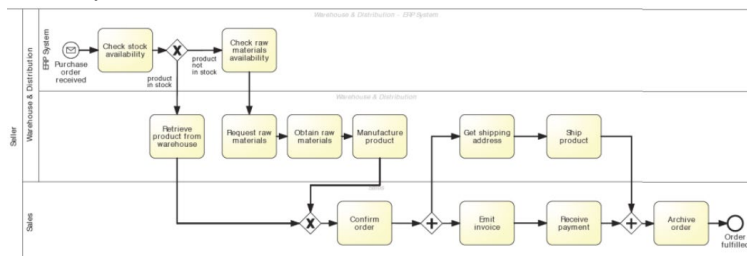 Warehouse & Distribution - ERP System
Seller
Warehouse & Distribution
ERP System
Purchase
order
received
Check stock
availability
X
product
in stock
product
not
in stock
Check raw
materials
availability
Warehouse & Distribution
Retrieve
product from
warehouse
Request raw
materials
Obtain raw
materials
Manufacture
product
Get shipping
address
Ship
product
Sales
X
Confirm
order
Emit
invoice
Receive
payment
Archive
order
Order
fulfilled